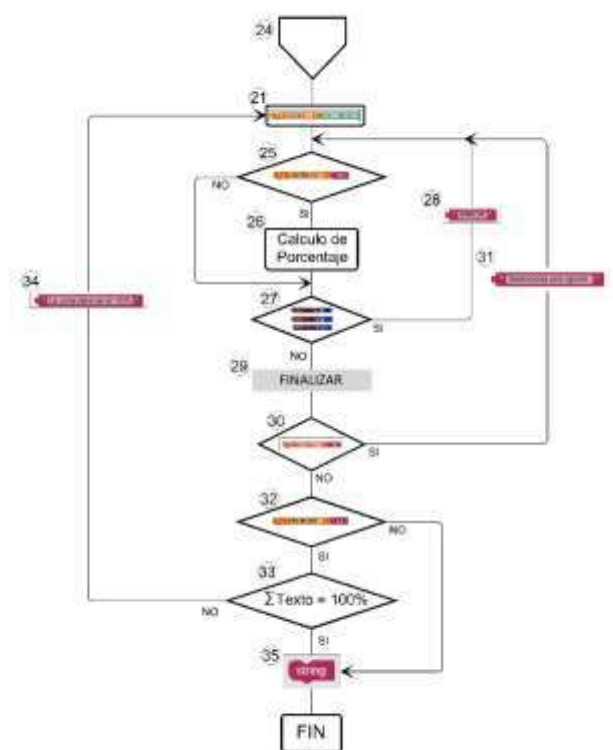 24
21
25
NO
SI
26
Calculo de
Porcentaje
28
31
34
27
SI
NO
29
FINALIZAR
30
SI
NO
32
NO
SI
33
ΣTexto = 100%
NO
SI
35
string
FIN